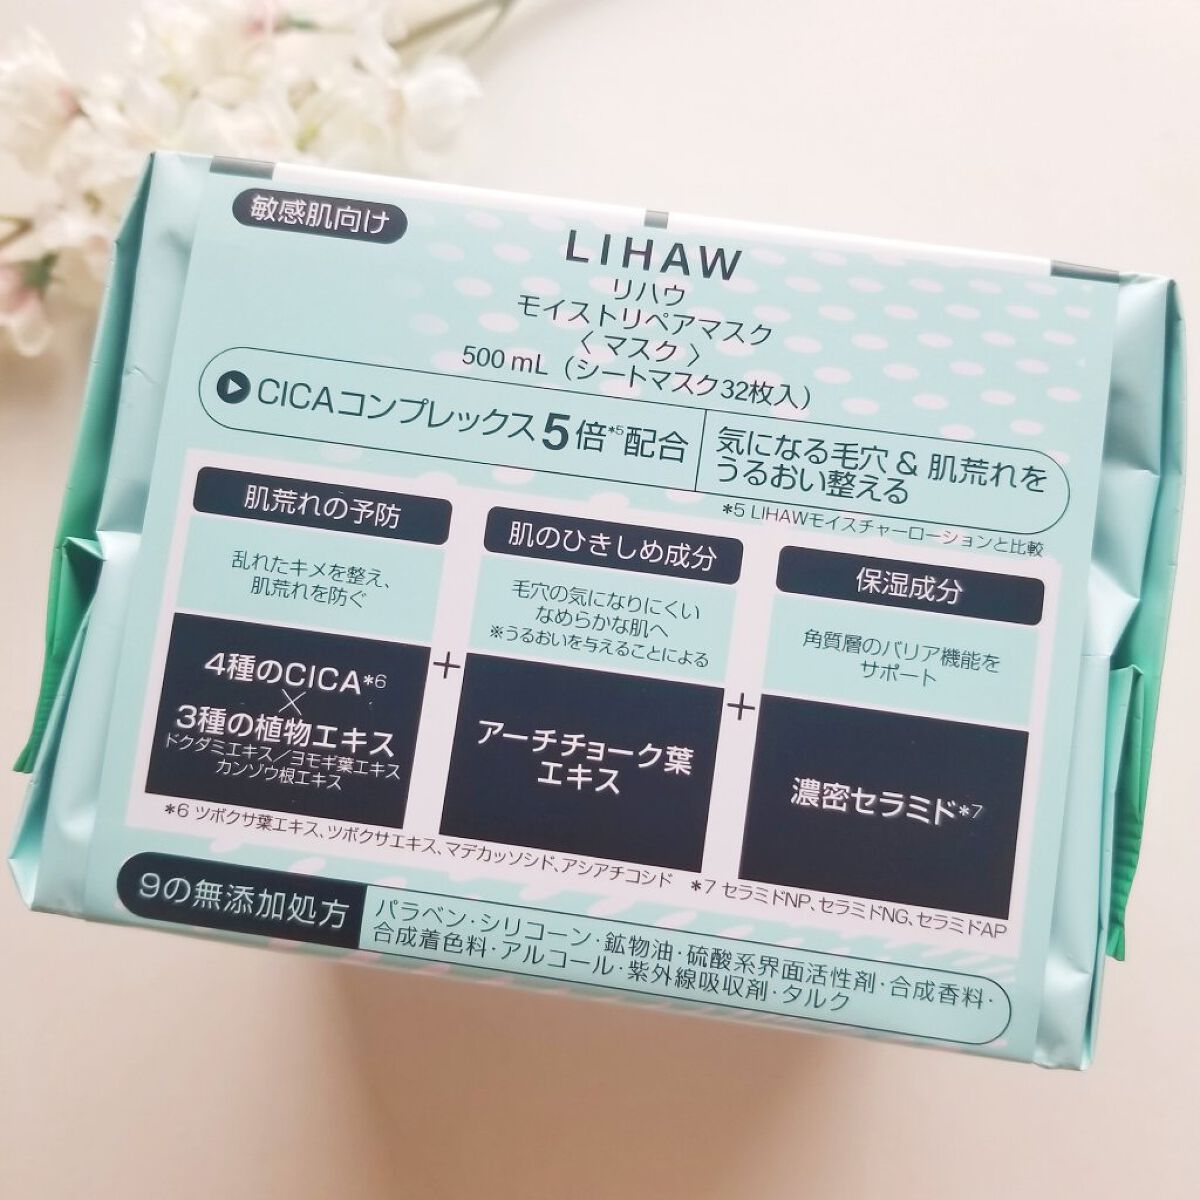 敏感肌向け
LIHAW
リハウ
モイストリペアマスク
〈 マスク 〉
500 mL（シートマスク32枚入）
CICAコンプレックス5倍*5配合
気になる毛穴 & 肌荒れを
うるおい整える
*5 LIHAWモイスチャーローションと比較
肌荒れの予防
乱れたキメを整え、
肌荒れを防ぐ
4種のCICA*6
×
3種の植物エキス
ドクダミエキス／ヨモギ葉エキス
カンゾウ根エキス
+
肌のひきしめ成分
毛穴の気になりにくい
なめらかな肌へ
※うるおいを与えることによる
アーチチョーク葉
エキス
+
保湿成分
角質層のバリア機能を
サポート
濃密セラミド*7
*6 ツボクサ葉エキス、ツボクサエキス、マデカッソシド、アシアチコシド
*7 セラミドNP、セラミドNG、セラミドAP
9の無添加処方
パラベン・シリコーン・鉱物油・硫酸系界面活性剤・合成香料・
合成着色料・アルコール・紫外線吸収剤・タルク